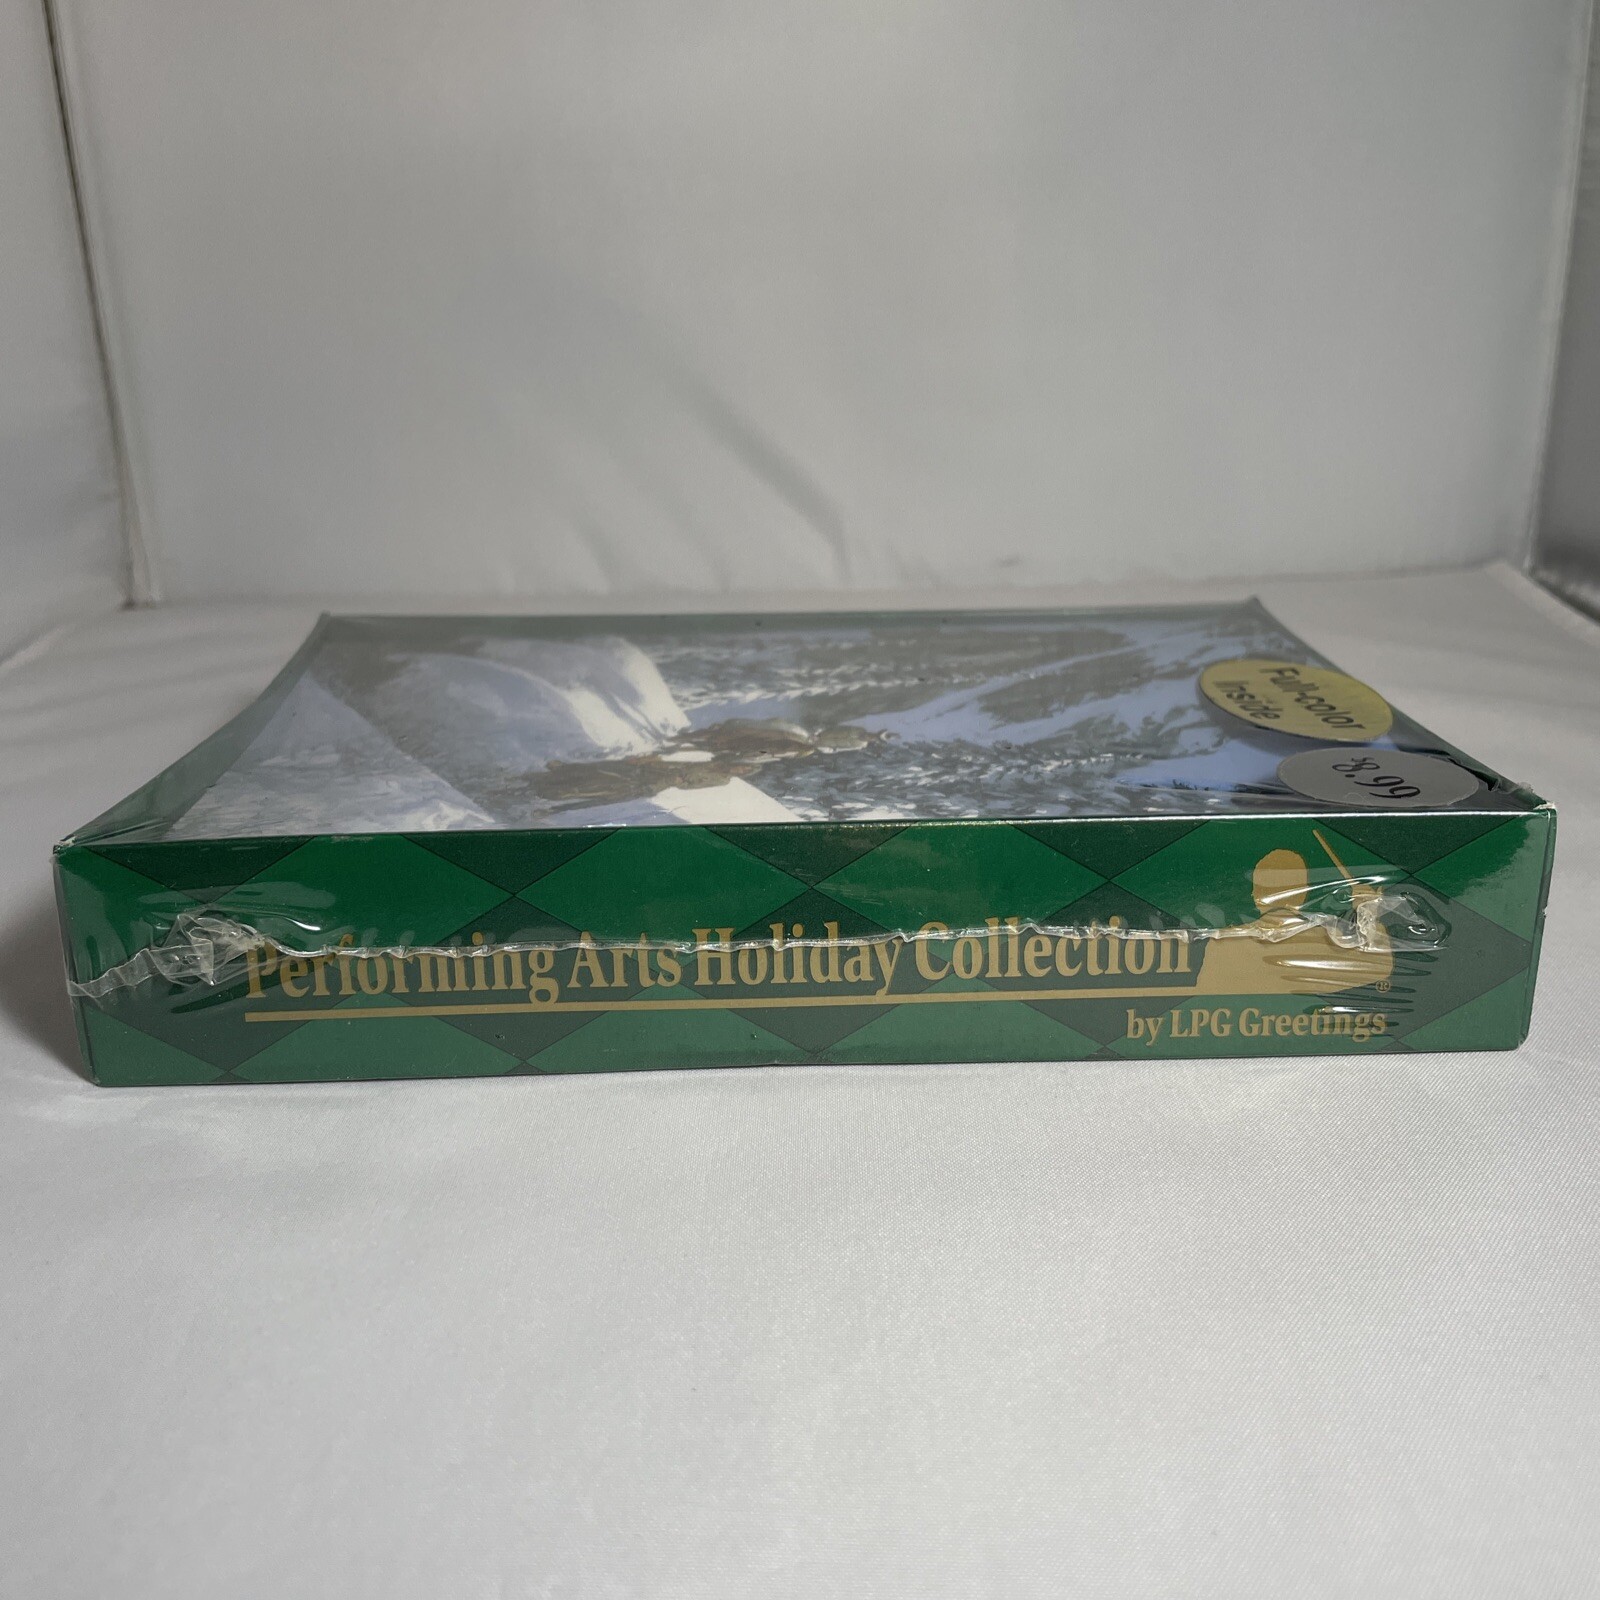 Full-color
Inside
$8.99
Performing Arts Holiday Collection
®
by LPG Greetings